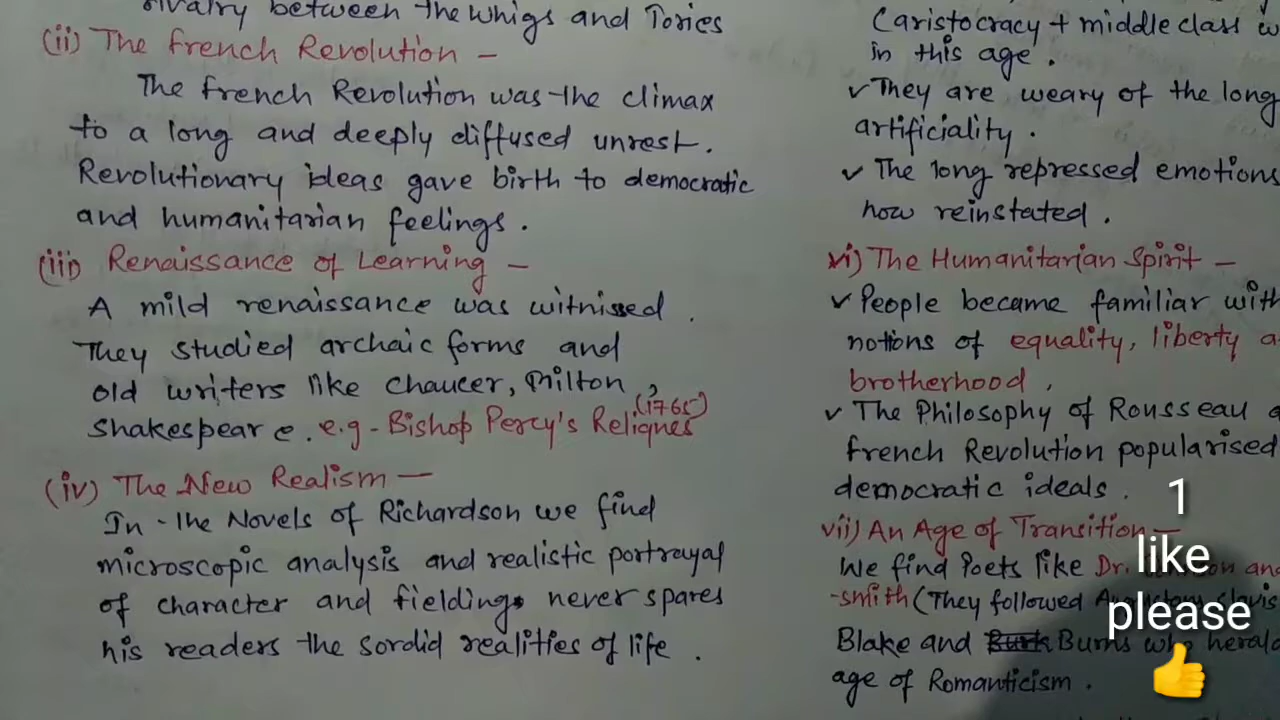 rivalry between the Whigs and Tories
(ii) The French Revolution -
The French Revolution was the climax
to a long and deeply diffused unrest.
Revolutionary ideas gave birth to democratic
and humanitarian feelings.
(iii) Renaissance of Learning -
A mild renaissance was witnissed.
They studied archaic forms and
old writers like Chaucer, Milton,
Shakespeare. e.g - Bishop Percy's Reliques (1765)
(iv) The New Realism -
In the Novels of Richardson we find
microscopic analysis and realistic portrayal
of character and fielding never spares
his readers the sordid realities of life.
(aristocracy + middle class
in this age.
✓ They are weary of the long
artificiality.
✓ The long repressed emotions
now reinstated.
vi) The Humanitarian Spirit -
✓ People became familiar with
notions of equality, liberty
brotherhood.
✓ The Philosophy of Rousseau
french Revolution popularised
democratic ideals.
vii) An Age of Transition -
We find Poets like Dr.
-smith (They followed
Blake and Burns who
age of Romanticism.
1
like
please
👍